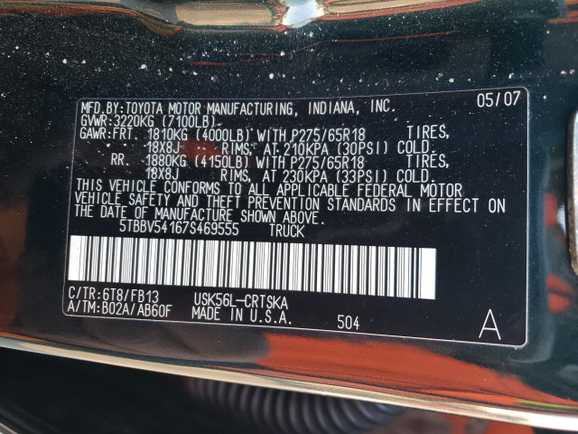 MFD.BY:TOYOTA MOTOR MANUFACTURING, INDIANA, INC. 05/07
GVWR:3220KG (7100LB)
GAWR:FRT. 1810KG (4000LB) WITH P275/65R18 TIRES,
18X8J RIMS, AT 210KPA (30PSI) COLD.
RR. 1880KG (4150LB) WITH P275/65R18 TIRES,
18X8J RIMS, AT 230KPA (33PSI) COLD.
THIS VEHICLE CONFORMS TO ALL APPLICABLE FEDERAL MOTOR
VEHICLE SAFETY AND THEFT PREVENTION STANDARDS IN EFFECT ON
THE DATE OF MANUFACTURE SHOWN ABOVE.
5TBBV54167S469555 TRUCK
C/TR:6T8/FB13 USK56L-CRTSKA
A/TM:B02A/AB60F MADE IN U.S.A.
504 A